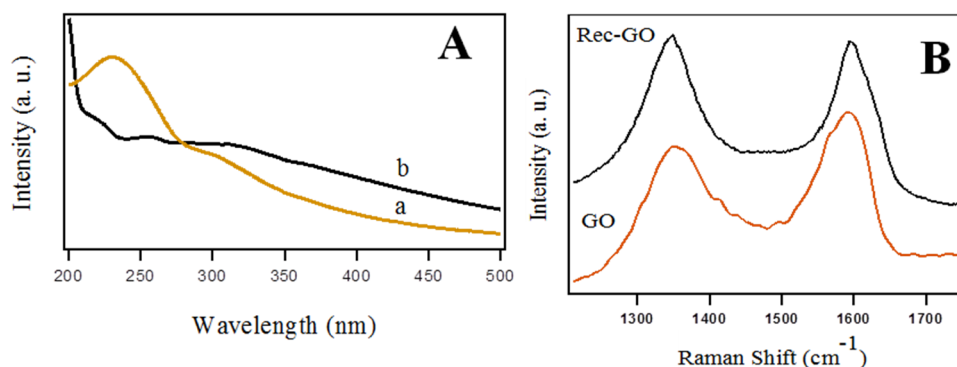 A
Intensity (a. u.)
b
a
200 250 300 350 400 450 500
Wavelength (nm)
B
Rec-GO
GO
Intensity (a. u.)
1300 1400 1500 1600 1700
Raman Shift (cm⁻¹)